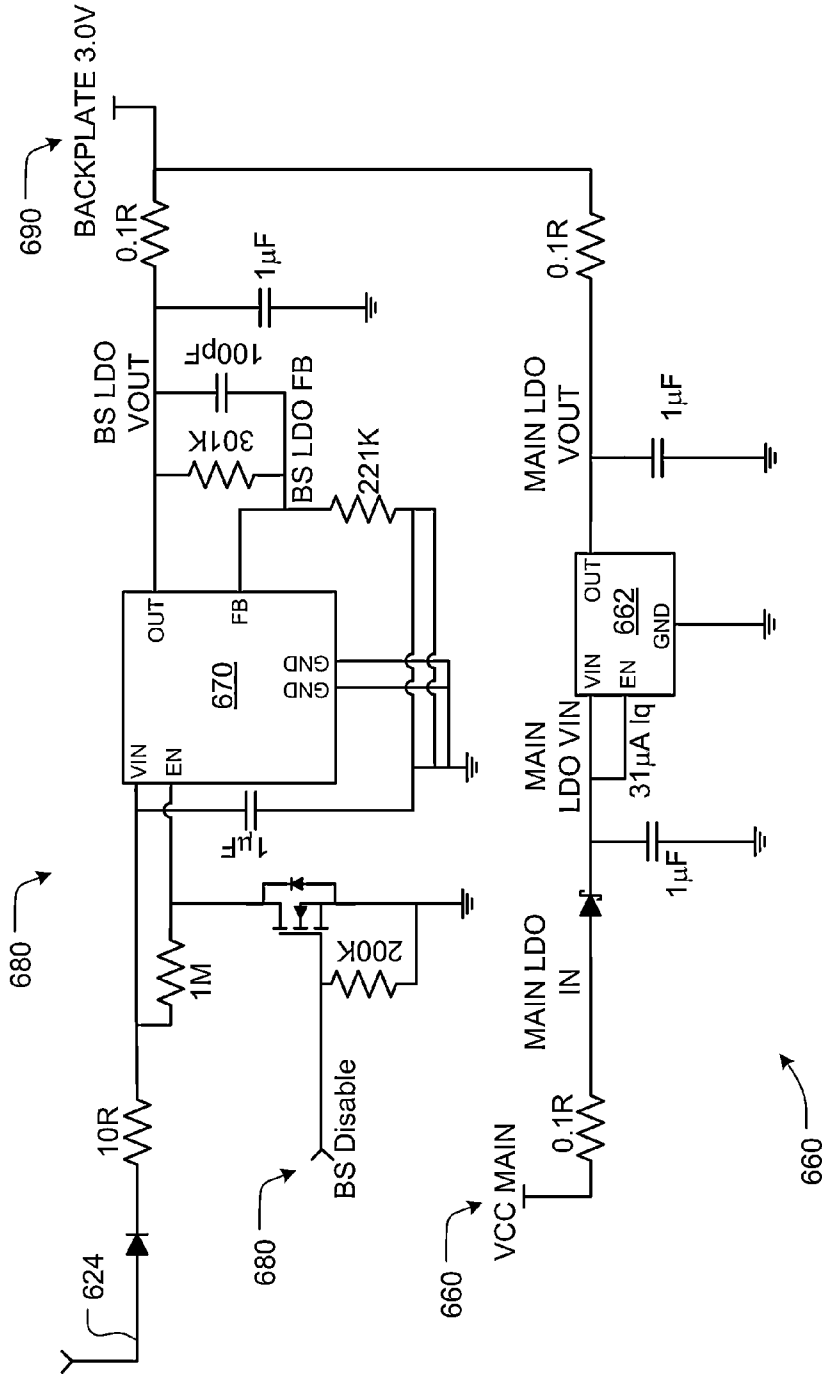 690
BACKPLATE 3.0V
0.1R
1µF
BS LDO
VOUT
100pF
301K
BS LDO FB
221K
OUT
FB
670
GND
GND
VIN
EN
1µF
680
1M
200K
10R
624
BS Disable
680
0.1R
MAIN LDO
VOUT
1µF
OUT
662
VIN
EN
GND
MAIN
LDO VIN
31µA Iq
1µF
MAIN LDO
IN
0.1R
VCC MAIN
660
660